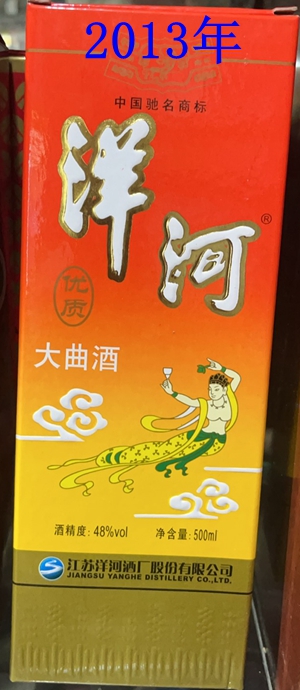 2013年
中国驰名商标
洋河®
优质
大曲酒
酒精度: 48%vol 净含量: 500ml
江苏洋河酒厂股份有限公司
JIANGSU YANGHE DISTILLERY CO.,LTD.